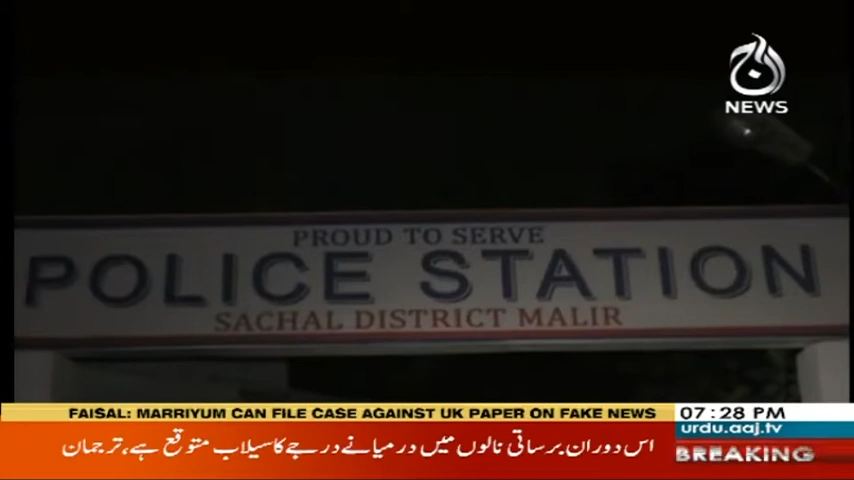 آج
NEWS
PROUD TO SERVE
POLICE STATION
SACHAL DISTRICT MALIR
FAISAL: MARRIYUM CAN FILE CASE AGAINST UK PAPER ON FAKE NEWS
07:28 PM
urdu.aaj.tv
اس دوران برساتی نالوں میں درمیانے درجے کا سیلاب متوقع ہے، ترجمان
BREAKING